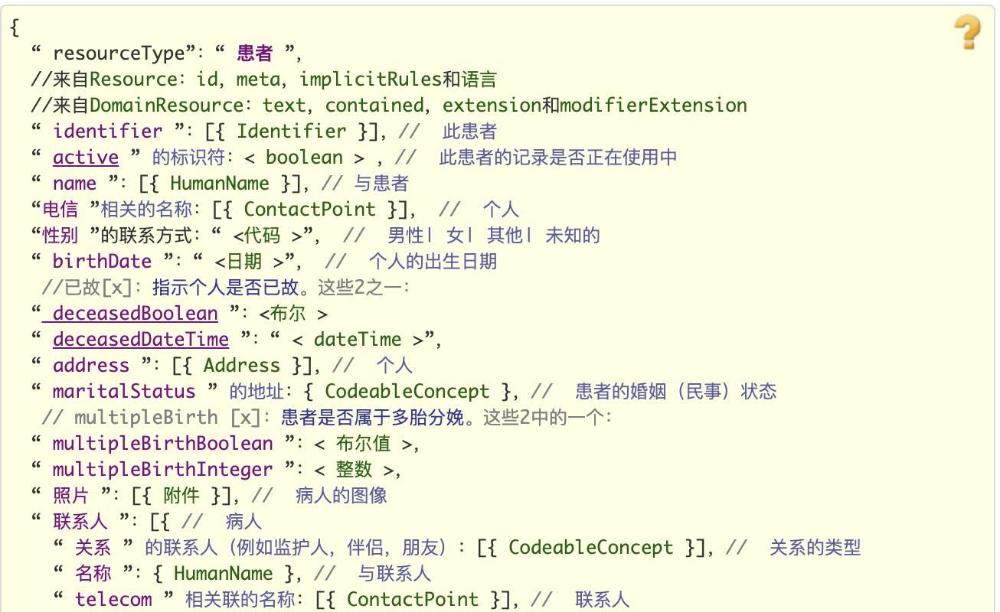 {
“ resourceType”：“ 患者 ”，
//来自Resource：id，meta，implicitRules和语言
//来自DomainResource：text，contained，extension和modifierExtension
“ identifier ”：[{ Identifier }]，//  此患者
“ active ” 的标识符：< boolean > ，//  此患者的记录是否正在使用中
“ name ”：[{ HumanName }]，// 与患者
“电信 ”相关的名称：[{ ContactPoint }]，  //  个人
“性别 ”的联系方式：“ <代码 >”，  //  男性| 女| 其他| 未知的
“ birthDate ”：“ <日期 >”，  //  个人的出生日期
//已故[x]：指示个人是否已故。这些2之一：
“ deceasedBoolean ”：<布尔 >
“ deceasedDateTime ”：“ < dateTime >”，
“ address ”：[{ Address }]，//  个人
“ maritalStatus ” 的地址：{ CodeableConcept }，//  患者的婚姻（民事）状态
// multipleBirth [x]：患者是否属于多胎分娩。这些2中的一个：
“ multipleBirthBoolean ”：< 布尔值 >，
“ multipleBirthInteger ”：< 整数 >，
“ 照片 ”：[{ 附件 }]，//  病人的图像
“ 联系人 ”：[{ //  病人
“ 关系 ” 的联系人（例如监护人，伴侣，朋友）：[{ CodeableConcept }]，//  关系的类型
“ 名称 ”：{ HumanName }，//  与联系人
“ telecom ” 相关联的名称：[{ ContactPoint }]，//  联系人